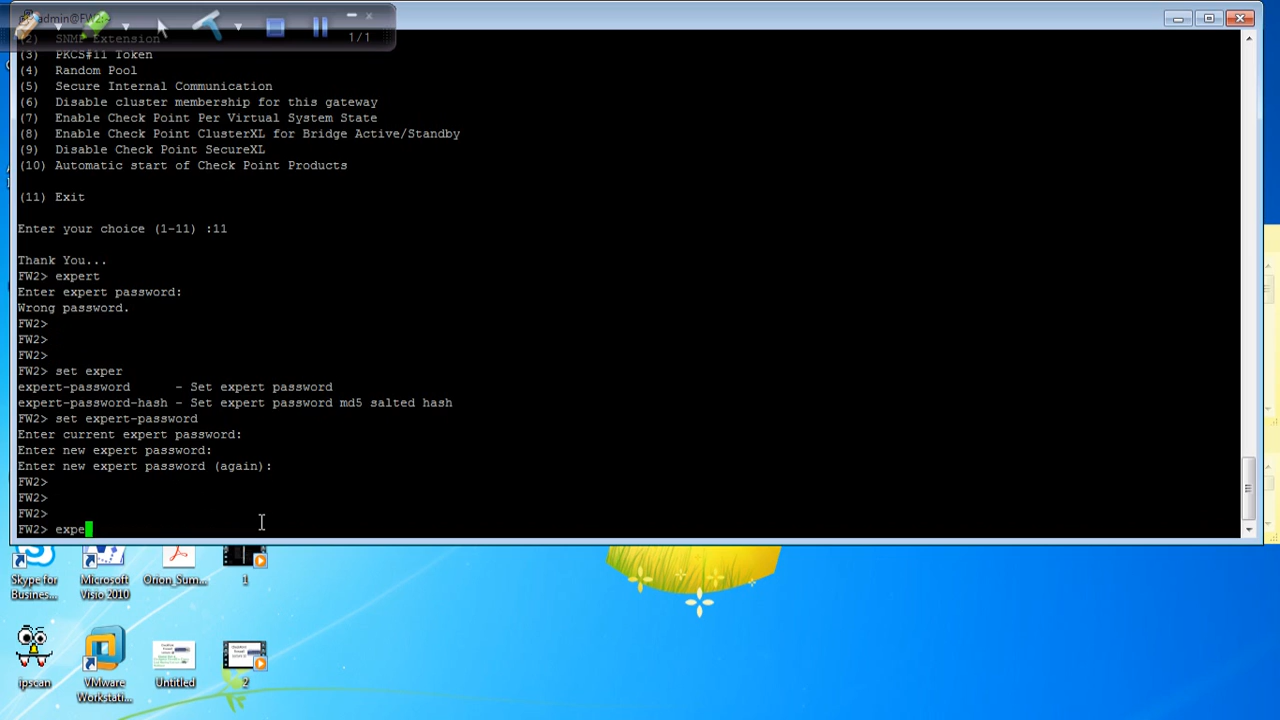 admin@FW2:~
1/1
(2) SNMP Extension
(3) PKCS#11 Token
(4) Random Pool
(5) Secure Internal Communication
(6) Disable cluster membership for this gateway
(7) Enable Check Point Per Virtual System State
(8) Enable Check Point ClusterXL for Bridge Active/Standby
(9) Disable Check Point SecureXL
(10) Automatic start of Check Point Products
(11) Exit
Enter your choice (1-11) :11
Thank You...
FW2> expert
Enter expert password:
Wrong password.
FW2>
FW2>
FW2>
FW2> set exper
expert-password - Set expert password
expert-password-hash - Set expert password md5 salted hash
FW2> set expert-password
Enter current expert password:
Enter new expert password:
Enter new expert password (again):
FW2>
FW2>
FW2>
FW2> expe
Skype for Busines...
Microsoft Visio 2010
Orion_Sum...
1
ipscan
VMware Workstati...
Untitled
2